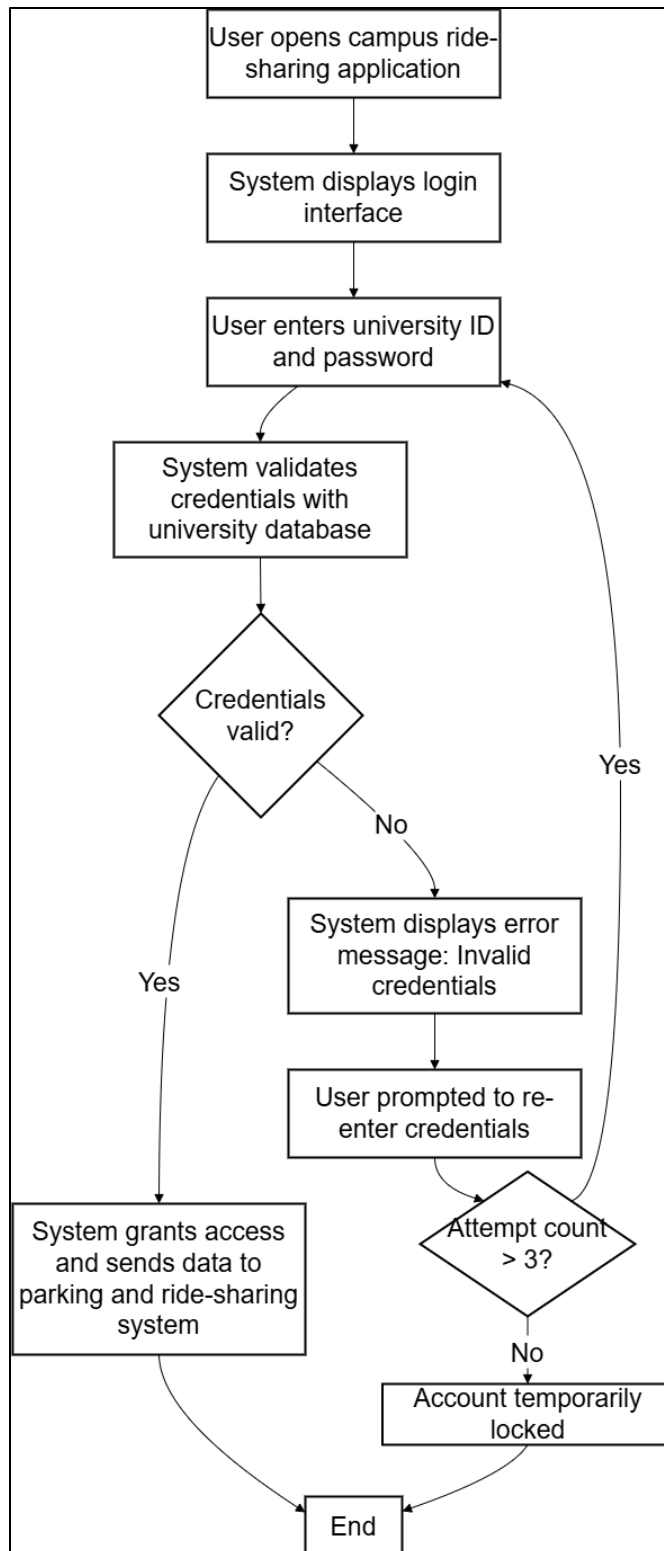 User opens campus ride-
sharing application
System displays login
interface
User enters university ID
and password
System validates
credentials with
university database
Credentials
valid?
Yes
No
System displays error
message: Invalid
credentials
Yes
User prompted to re-
enter credentials
System grants access
and sends data to
parking and ride-sharing
system
Attempt count
> 3?
No
Account temporarily
locked
End